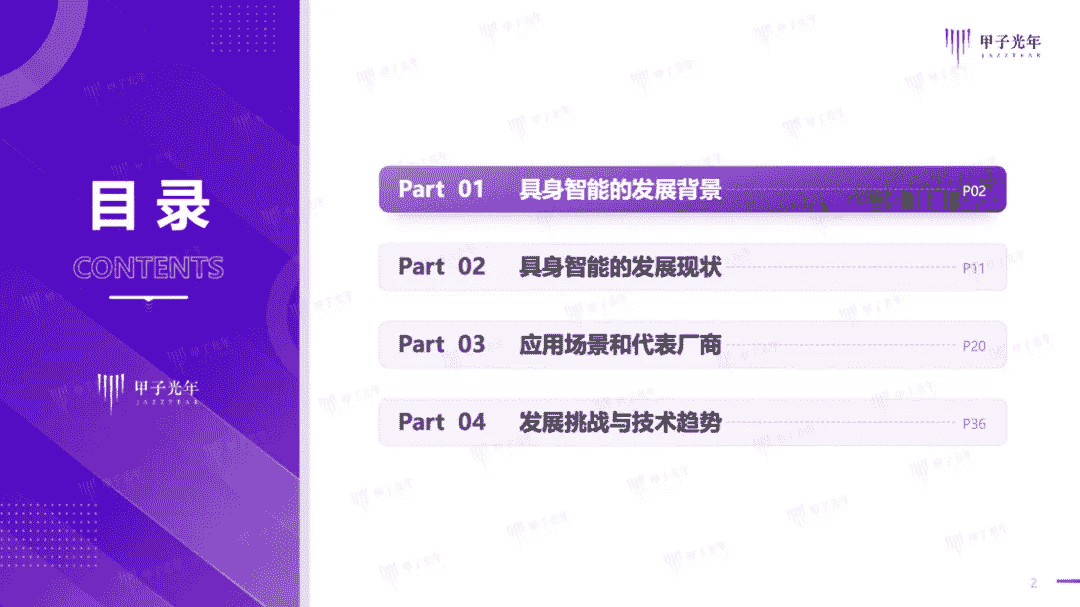 目录
CONTENTS
甲子光年
JAZZYEAR
甲子光年
JAZZYEAR
Part 01 具身智能的发展背景 P02
Part 02 具身智能的发展现状 P11
Part 03 应用场景和代表厂商 P20
Part 04 发展挑战与技术趋势 P36
2